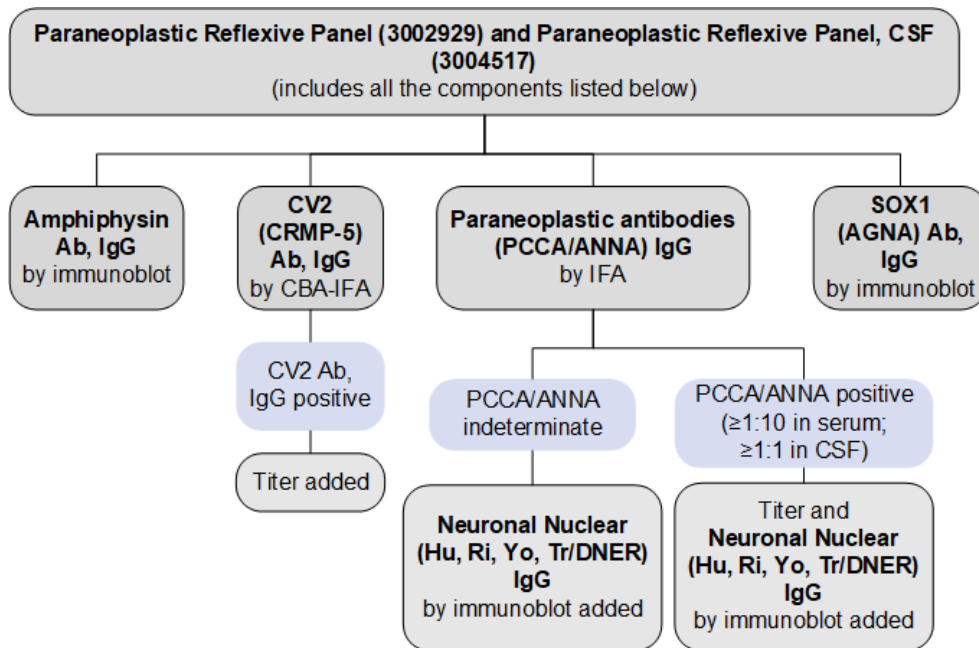 Paraneoplastic Reflexive Panel (3002929) and Paraneoplastic Reflexive Panel, CSF
(3004517)
(includes all the components listed below)
Amphiphysin
Ab, IgG
by immunoblot
CV2
(CRMP-5)
Ab, IgG
by CBA-IFA
Paraneoplastic antibodies
(PCCA/ANNA) IgG
by IFA
SOX1
(AGNA) Ab,
IgG
by immunoblot
CV2 Ab,
IgG positive
PCCA/ANNA
indeterminate
PCCA/ANNA positive
(≥1:10 in serum;
≥1:1 in CSF)
Titer added
Neuronal Nuclear
(Hu, Ri, Yo, Tr/DNER)
IgG
by immunoblot added
Titer and
Neuronal Nuclear
(Hu, Ri, Yo, Tr/DNER)
IgG
by immunoblot added